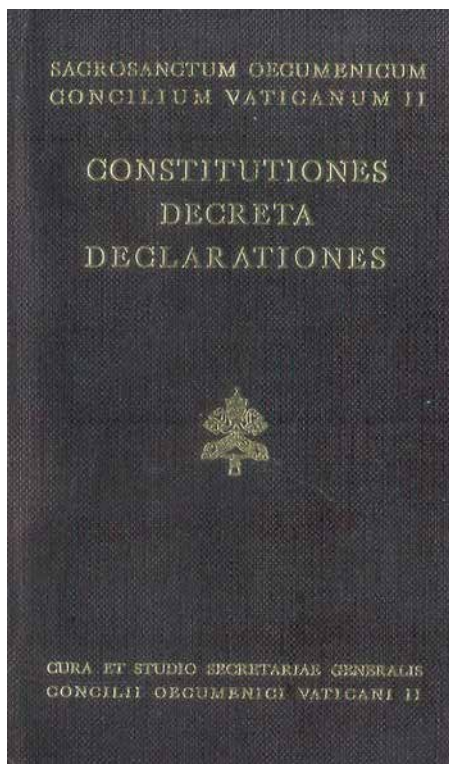 SACROSANCTUM OECUMENICUM
CONCILIUM VATICANUM II
CONSTITUTIONES
DECRETA
DECLARATIONES
CURA ET STUDIO SECRETARIAE GENERALIS
CONCILII OECUMENICI VATICANI II